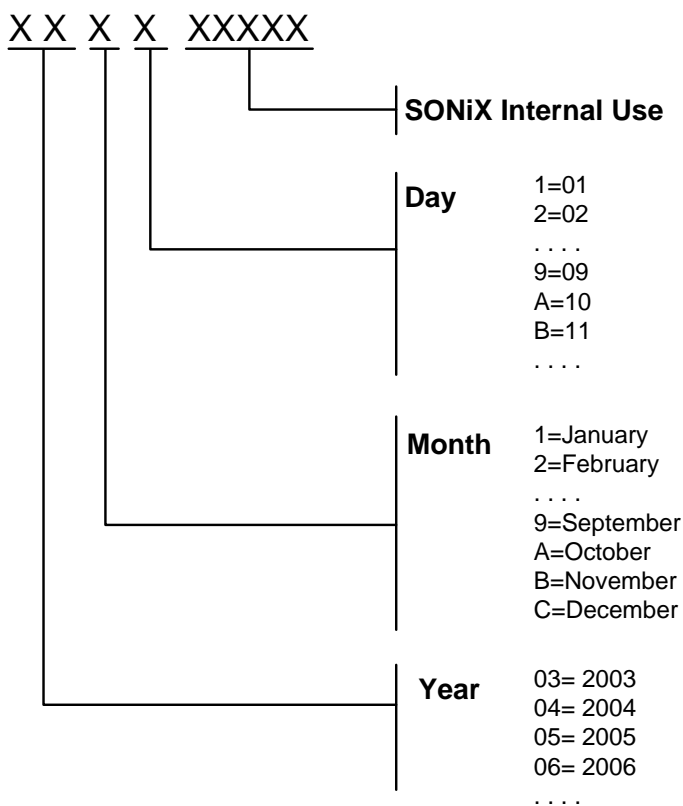 X X X X XXXXX
SONiX Internal Use
Day
1=01
2=02
. . . .
9=09
A=10
B=11
. . . .
Month
1=January
2=February
. . . .
9=September
A=October
B=November
C=December
Year
03= 2003
04= 2004
05= 2005
06= 2006
. . . .